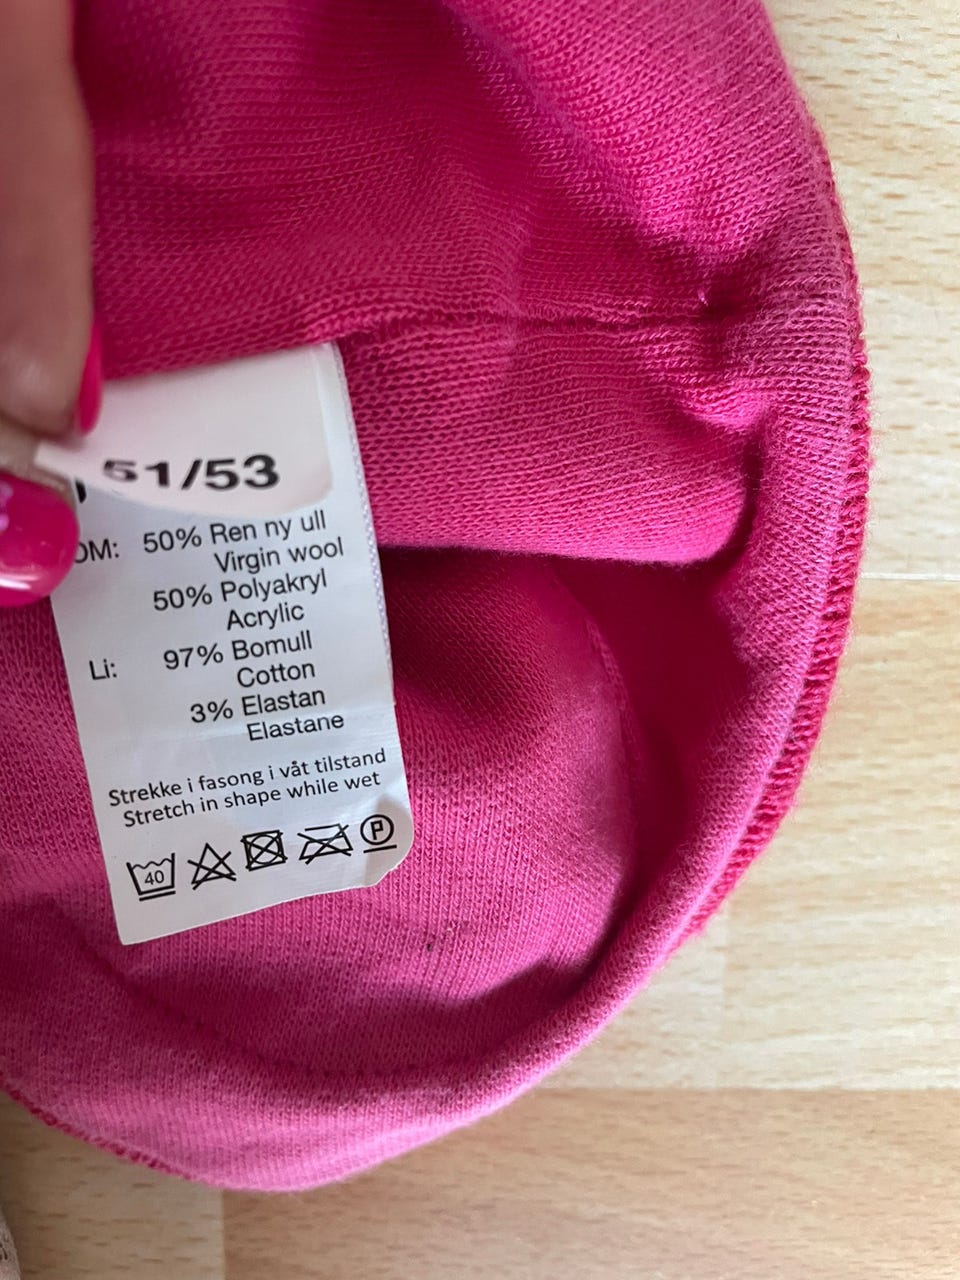 51/53
OM: 50% Ren ny ull
Virgin wool
50% Polyakryl
Acrylic
Li: 97% Bomull
Cotton
3% Elastan
Elastane
Strekke i fasong i våt tilstand
Stretch in shape while wet
40 P